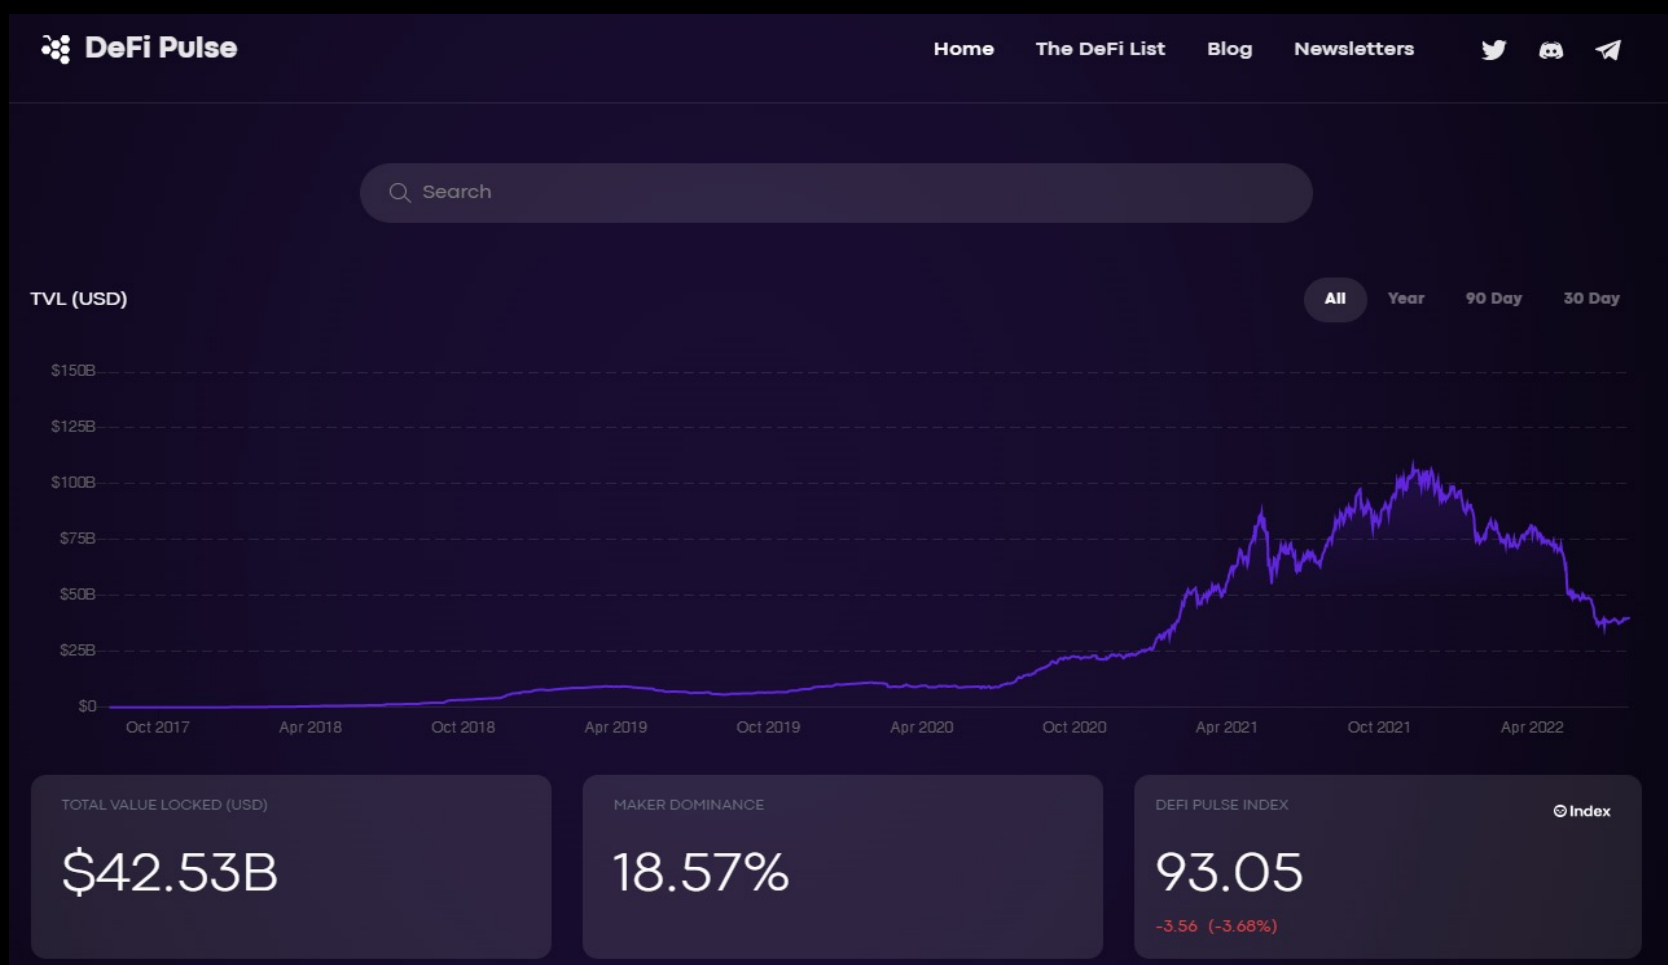 DeFi Pulse
Home The DeFi List Blog Newsletters
Search
TVL (USD)
All Year 90 Day 30 Day
$150B
$125B
$100B
$75B
$50B
$25B
$0
Oct 2017 Apr 2018 Oct 2018 Apr 2019 Oct 2019 Apr 2020 Oct 2020 Apr 2021 Oct 2021 Apr 2022
TOTAL VALUE LOCKED (USD)
$42.53B
MAKER DOMINANCE
18.57%
DEFI PULSE INDEX
Index
93.05
-3.56 (-3.68%)